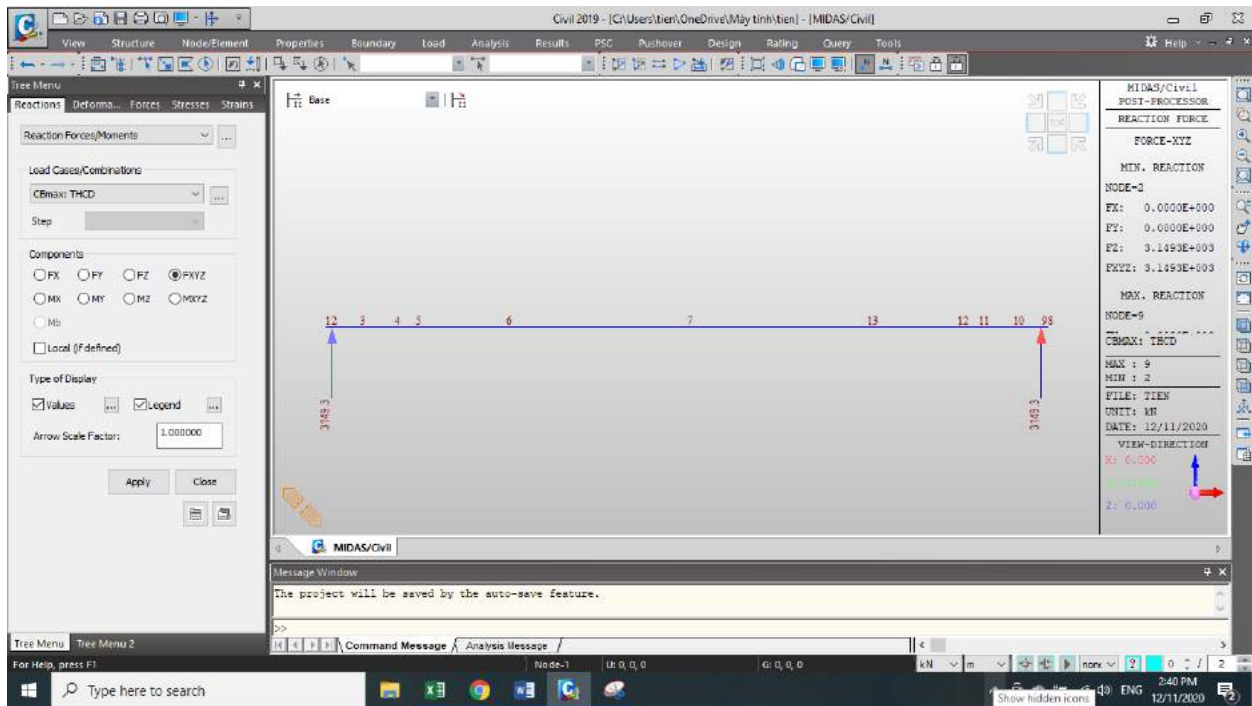 Civil 2019 - [C:\Users\tien\OneDrive\Máy tính\tien] - [MIDAS/Civil]
View Structure Node/Element Properties Boundary Load Analysis Results PSC Pushover Design Rating Query Tools Help
Tree Menu
Reactions Deforma... Forces Stresses Strains
Reaction Forces/Moments ...
Load Cases/Combinations
CBmax: THCD ...
Step
Components
FX FY FZ FXYZ
MX MY MZ MXYZ
Mb
Local (if defined)
Type of Display
Values ... Legend ...
Arrow Scale Factor: 1.000000
Apply Close
Tree Menu Tree Menu 2
Base
TOP
12 3 4 5 6 7 13 12 11 10 98
3149.3 3149.3
MIDAS/Civil
POST-PROCESSOR
REACTION FORCE
FORCE-XYZ
MIN. REACTION
NODE=2
FX: 0.0000E+000
FY: 0.0000E+000
FZ: 3.1493E+003
FXYZ: 3.1493E+003
MAX. REACTION
NODE=9
CBMAX: THCD
MAX : 9
MIN : 2
FILE: TIEN
UNIT: kN
DATE: 12/11/2020
VIEW-DIRECTION
X: 0.000
Z: 0.000
MIDAS/Civil
Message Window
The project will be saved by the auto-save feature.
>>
Command Message Analysis Message
For Help, press F1
Node-1 U: 0, 0, 0 G: 0, 0, 0 kN m non 0 / 2
Type here to search
Show hidden icons
ENG 2:40 PM
12/11/2020